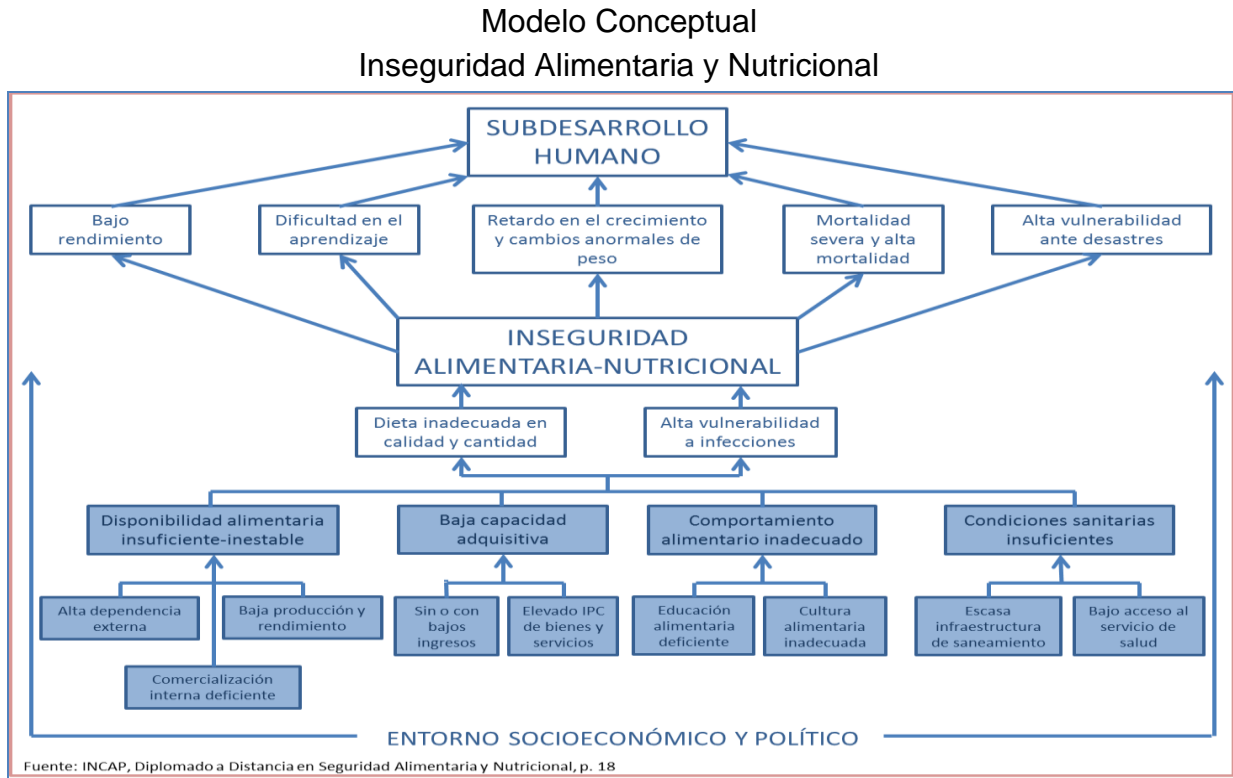 Modelo Conceptual
Inseguridad Alimentaria y Nutricional
SUBDESARROLLO
HUMANO
Bajo
rendimiento
Dificultad en el
aprendizaje
Retardo en el crecimiento
y cambios anormales de
peso
Mortalidad
severa y alta
mortalidad
Alta vulnerabilidad
ante desastres
INSEGURIDAD
ALIMENTARIA-NUTRICIONAL
Dieta inadecuada en
calidad y cantidad
Alta vulnerabilidad
a infecciones
Disponibilidad alimentaria
insuficiente-inestable
Baja capacidad
adquisitiva
Comportamiento
alimentario inadecuado
Condiciones sanitarias
insuficientes
Alta dependencia
externa
Baja producción y
rendimiento
Comercialización
interna deficiente
Sin o con
bajos
ingresos
Elevado IPC
de bienes y
servicios
Educación
alimentaria
deficiente
Cultura
alimentaria
inadecuada
Escasa
infraestructura
de saneamiento
Bajo acceso al
servicio de
salud
ENTORNO SOCIOECONÓMICO Y POLÍTICO
Fuente: INCAP, Diplomado a Distancia en Seguridad Alimentaria y Nutricional, p. 18